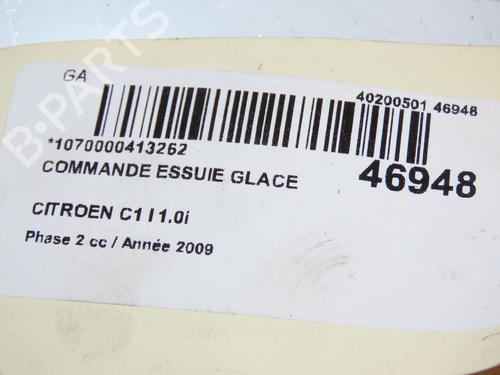 GA
40200501 46948
*1070000413262
46948
COMMANDE ESSUIE GLACE
CITROEN C1 I 1.0i
Phase 2 cc / Année 2009
B-PARTS